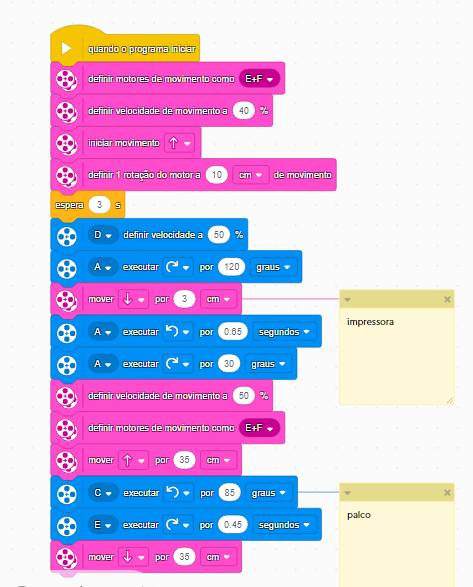 quando o programa iniciar
definir motores de movimento como E+F
definir velocidade de movimento a 40 %
iniciar movimento
definir 1 rotação do motor a 10 cm de movimento
espera 3 s
D definir velocidade a 50 %
A executar por 120 graus
mover por 3 cm
impressora
A executar por 0.65 segundos
A executar por 30 graus
definir velocidade de movimento a 50 %
definir motores de movimento como E+F
mover por 35 cm
C executar por 85 graus
palco
E executar por 0.45 segundos
mover por 35 cm